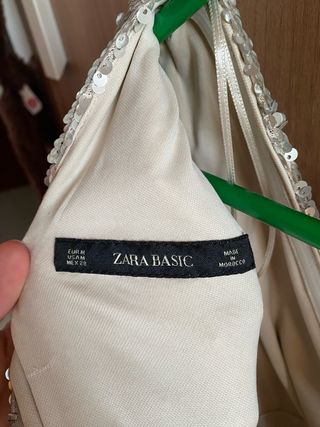 EUR M
USA M
MEX 28
ZARA BASIC
MADE
IN
MOROCCO